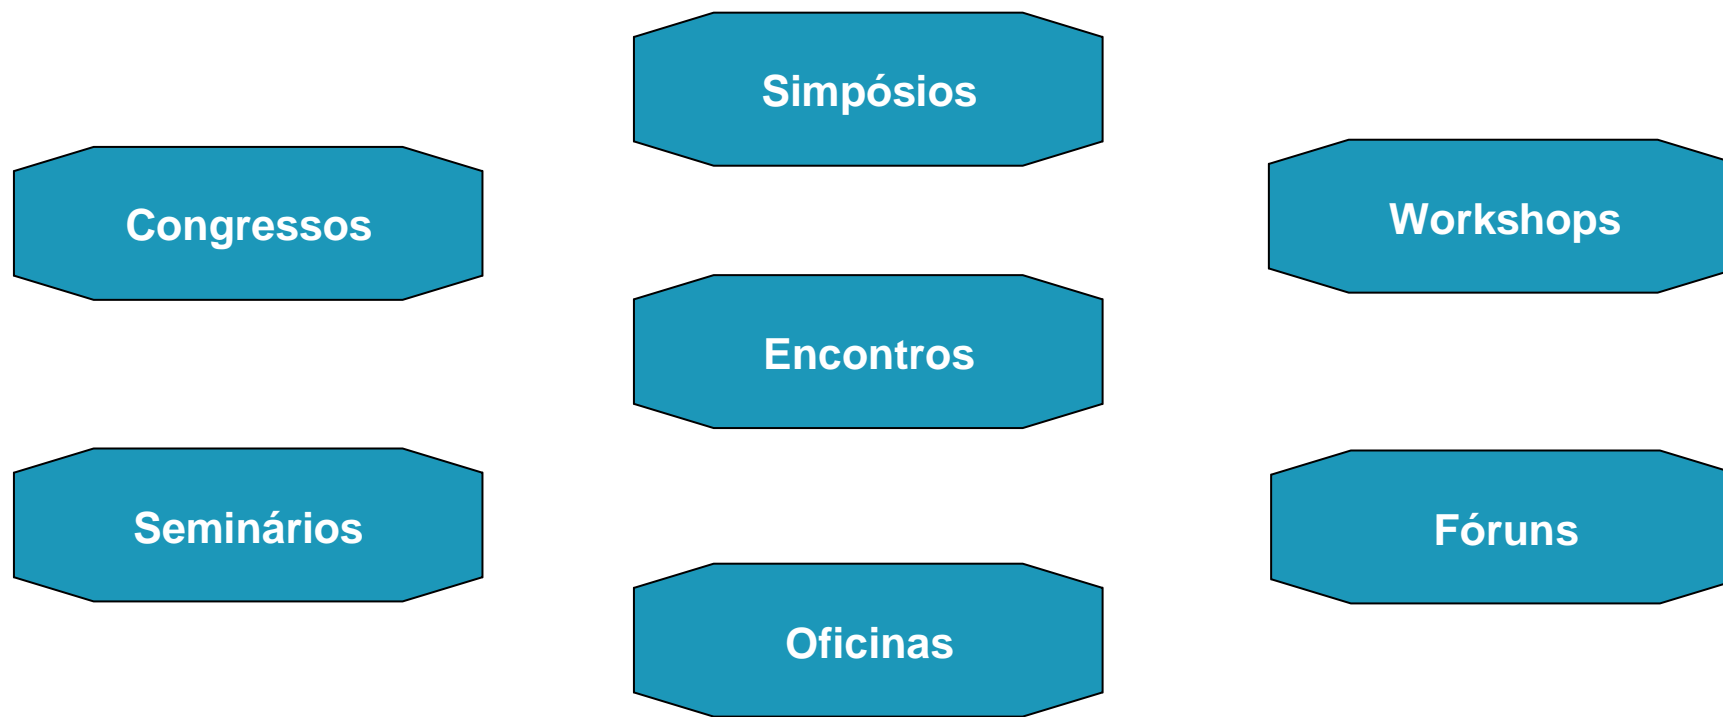 Simpósios
Congressos
Workshops
Encontros
Seminários
Fóruns
Oficinas